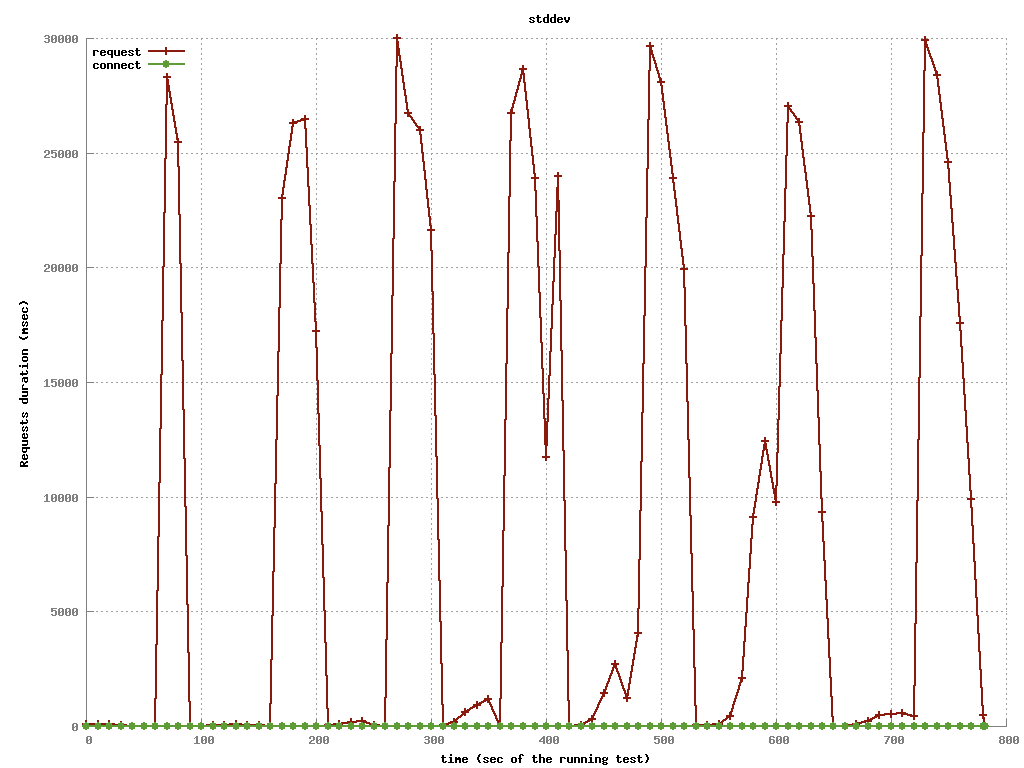 stddev
request
connect
30000
25000
20000
15000
10000
5000
0
Requests duration (msec)
0 100 200 300 400 500 600 700 800
time (sec of the running test)